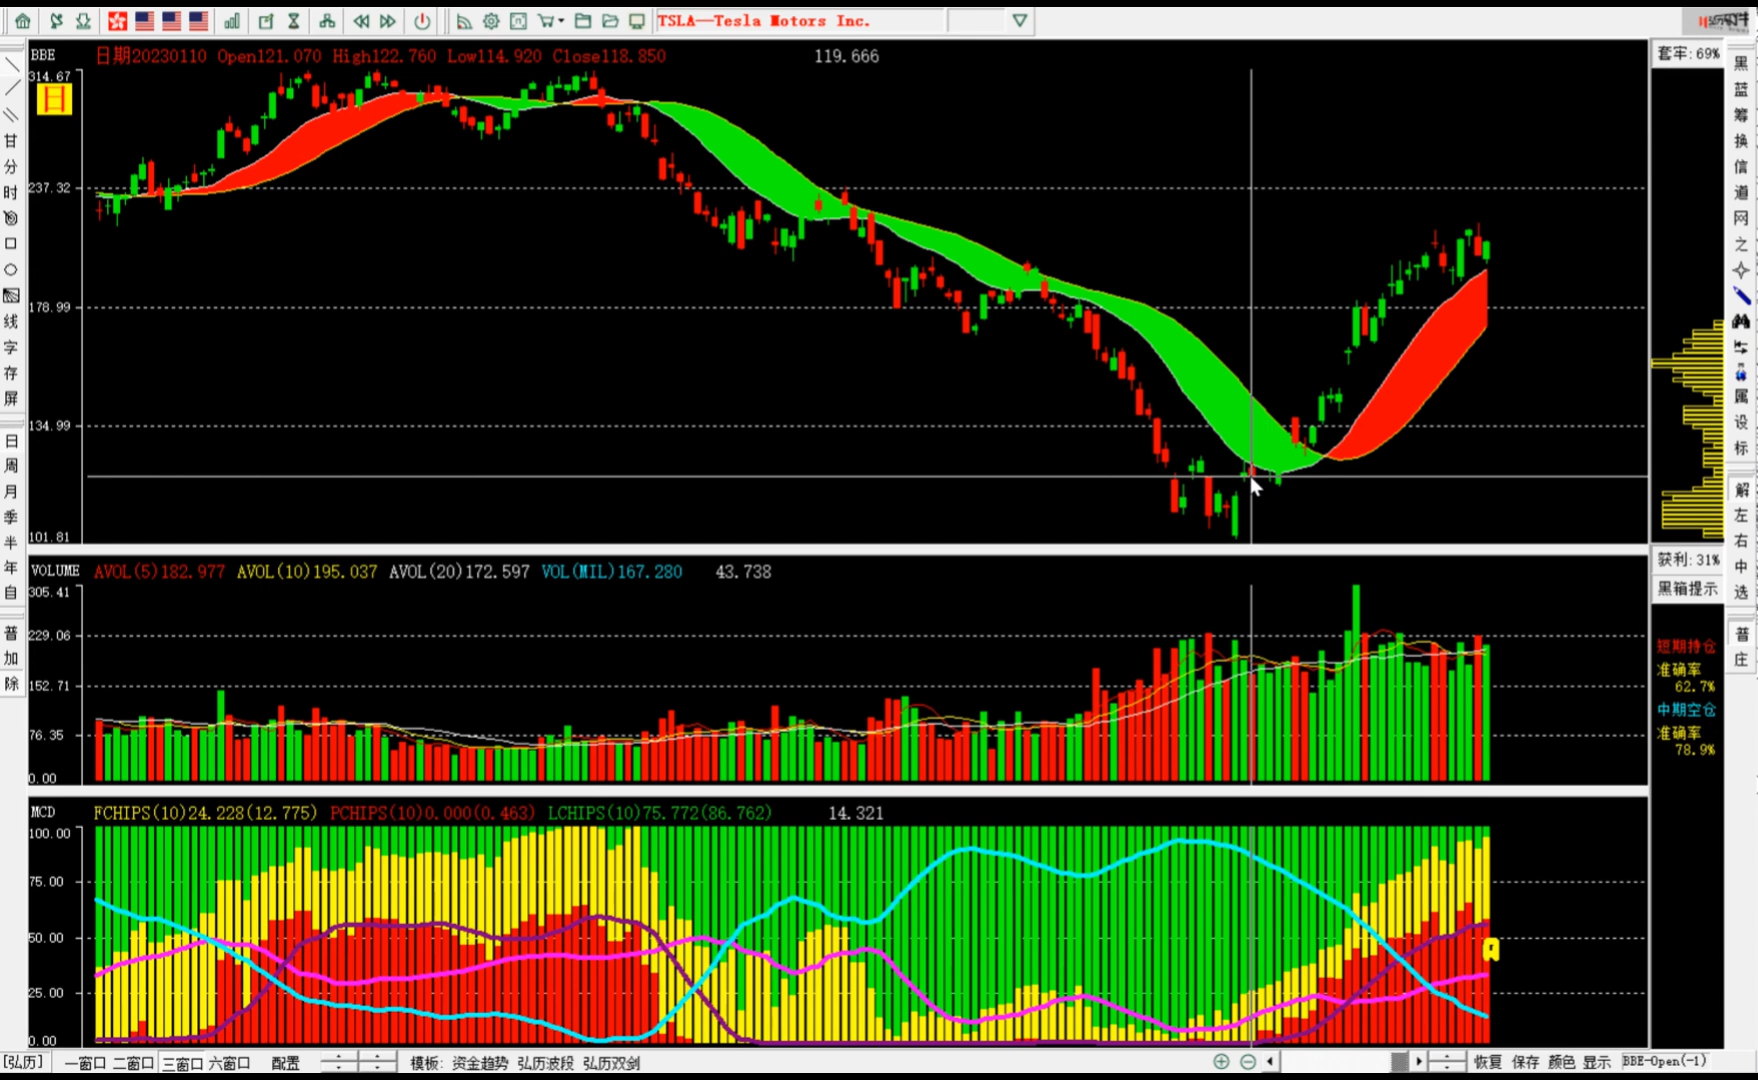 TSLA—Tesla Motors Inc.
BBE 日期20230110 Open121.070 High122.760 Low114.920 Close118.850 119.666
套牢: 69%
314.67
日
237.32
178.99
134.99
101.81
甘
分
时
线
字
存
屏
日
周
月
季
半
年
自
普
加
除
黑
蓝
筹
换
信
道
网
之
属
设
标
解
左
右
中
选
普
庄
VOLUME AVOL(5)182.977 AVOL(10)195.037 AVOL(20)172.597 VOL(MIL)167.280 43.738
305.41
229.06
152.71
76.35
0.00
获利: 31%
黑箱提示
短期持仓
准确率
62.7%
中期空仓
准确率
78.9%
MCD FCHIPS(10)24.228(12.775) PCHIPS(10)0.000(0.463) LCHIPS(10)75.772(86.762) 14.321
100.00
75.00
50.00
25.00
0.00
[弘历] 一窗口 二窗口 三窗口 六窗口 配置 模板: 资金趋势 弘历波段 弘历双剑 恢复 保存 颜色 显示 BBE-Open(-1)